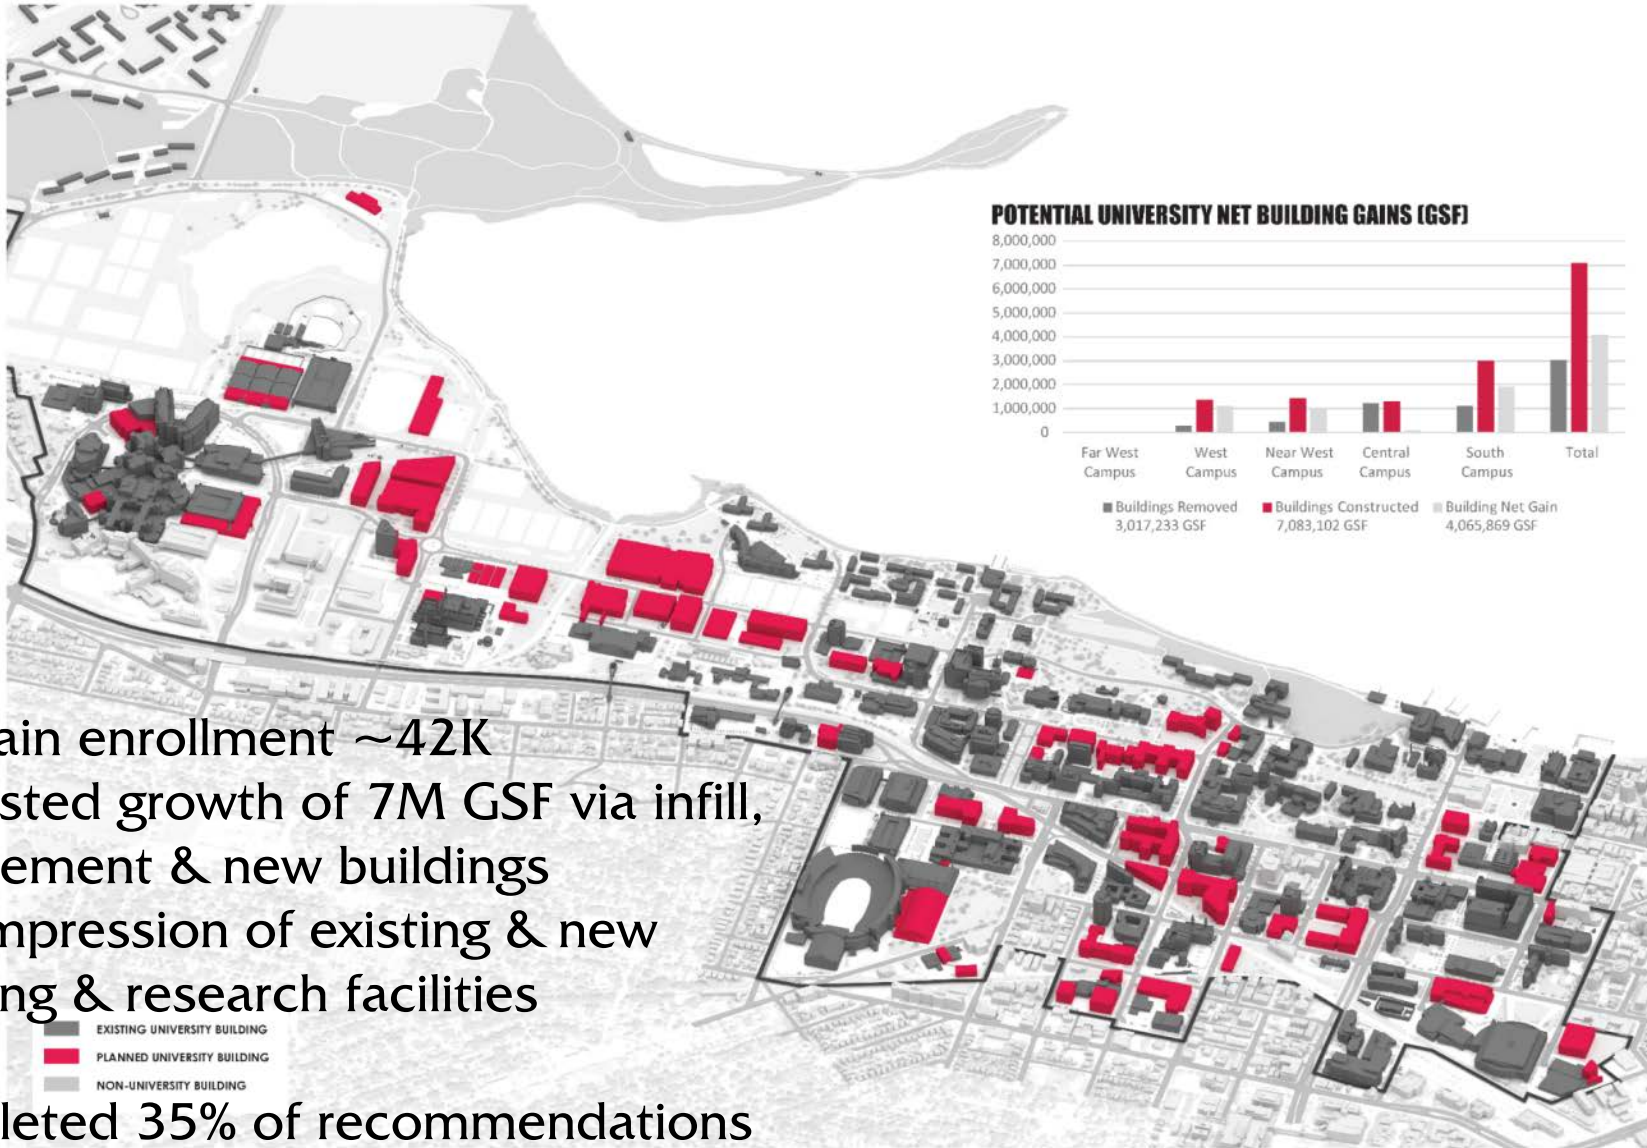 POTENTIAL UNIVERSITY NET BUILDING GAINS (GSF)
8,000,000
7,000,000
6,000,000
5,000,000
4,000,000
3,000,000
2,000,000
1,000,000
0
Far West Campus
West Campus
Near West Campus
Central Campus
South Campus
Total
Buildings Removed
3,017,233 GSF
Buildings Constructed
7,083,102 GSF
Building Net Gain
4,065,869 GSF
ain enrollment ~42K
sted growth of 7M GSF via infill,
ement & new buildings
mpression of existing & new
ng & research facilities
EXISTING UNIVERSITY BUILDING
PLANNED UNIVERSITY BUILDING
NON-UNIVERSITY BUILDING
leted 35% of recommendations